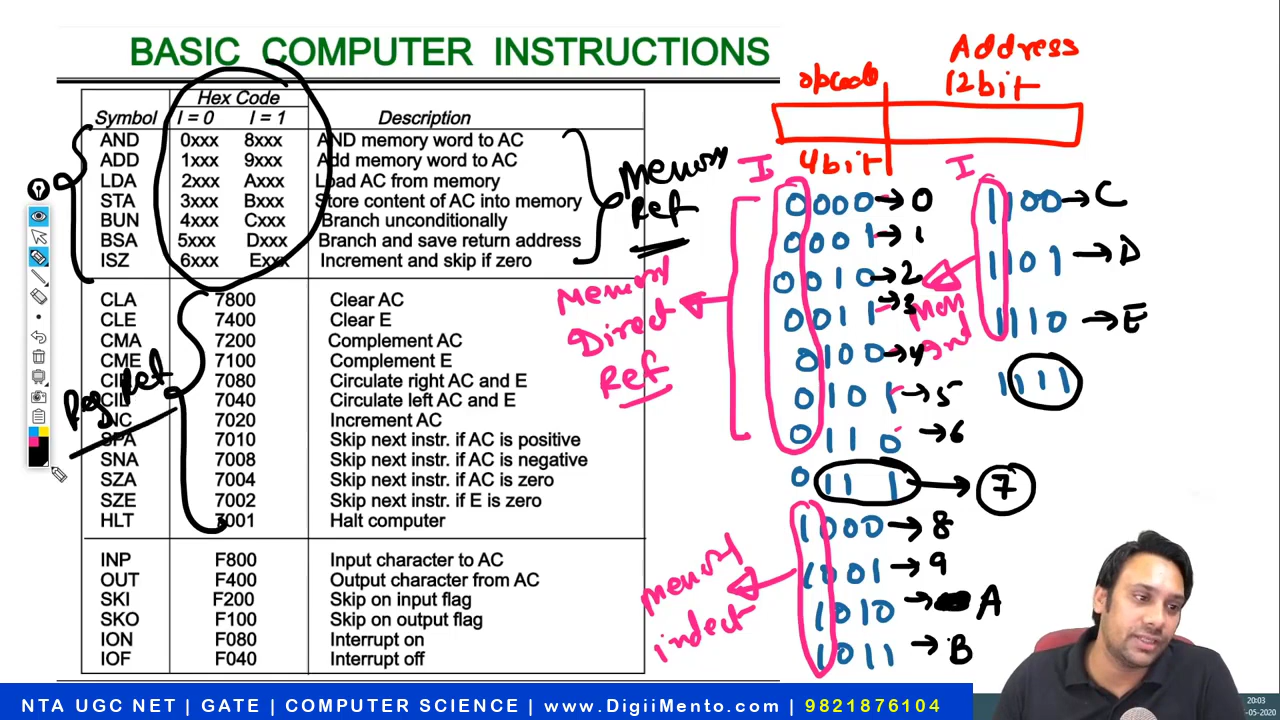 BASIC COMPUTER INSTRUCTIONS
Hex Code
Symbol I = 0 I = 1 Description
AND 0xxx 8xxx AND memory word to AC
ADD 1xxx 9xxx Add memory word to AC
LDA 2xxx Axxx Load AC from memory
STA 3xxx Bxxx Store content of AC into memory
BUN 4xxx Cxxx Branch unconditionally
BSA 5xxx Dxxx Branch and save return address
ISZ 6xxx Exxx Increment and skip if zero
CLA 7800 Clear AC
CLE 7400 Clear E
CMA 7200 Complement AC
CME 7100 Complement E
7080 Circulate right AC and E
CIL 7040 Circulate left AC and E
INC 7020 Increment AC
SPA 7010 Skip next instr. if AC is positive
SNA 7008 Skip next instr. if AC is negative
SZA 7004 Skip next instr. if AC is zero
SZE 7002 Skip next instr. if E is zero
HLT 7001 Halt computer
INP F800 Input character to AC
OUT F400 Output character from AC
SKI F200 Skip on input flag
SKO F100 Skip on output flag
ION F080 Interrupt on
IOF F040 Interrupt off
Reg Ref
Memory
Ref
Memory
Direct
Ref
Memory
indect
opcode
Address
12bit
4bit
I
0000 → 0
0001 → 1
0010 → 2
0011 → 3
0100 → 4
0101 → 5
0110 → 6
0111 → 7
1000 → 8
1001 → 9
1010 → A
1011 → B
I
1100 → C
1101 → D
1110 → E
1111
Mem
NTA UGC NET | GATE | COMPUTER SCIENCE | www.DigiiMento.com | 9821876104
20:03
-05-2020